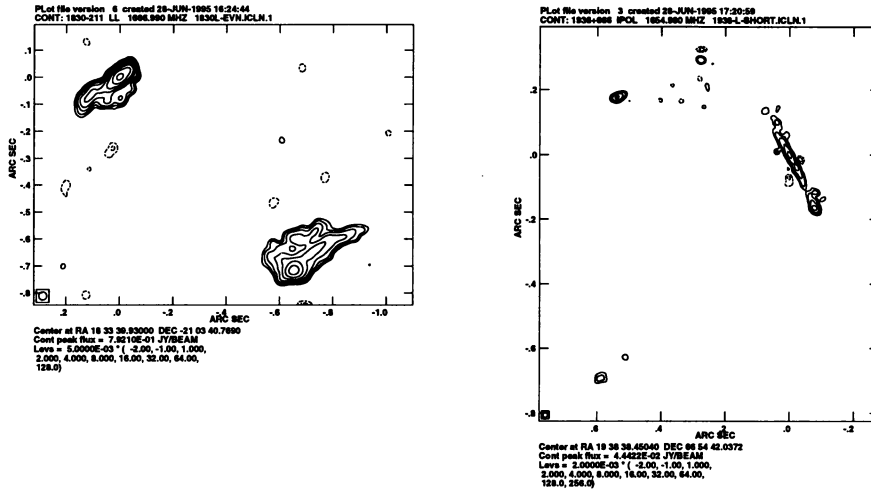 PLot file version 6 created 28-JUN-1995 16:24:44
CONT: 1830-211 LL 1666.990 MHZ 1830L-EVN.ICLN.1
.1
.0
-.1
-.2
-.3
-.4
-.5
-.6
-.7
-.8
ARC SEC
.2 .0 -.2 -.4 -.6 -.8 -1.0
ARC SEC
Center at RA 18 33 39.93000 DEC -21 03 40.7690
Cont peak flux = 7.9210E-01 JY/BEAM
Levs = 5.0000E-03 * ( -2.00, -1.00, 1.000,
2.000, 4.000, 8.000, 16.00, 32.00, 64.00,
128.0)
PLot file version 3 created 28-JUN-1995 17:20:59
CONT: 1938+666 IPOL 1654.990 MHZ 1938-L-SHORT.ICLN.1
.2
.0
-.2
-.4
-.6
-.8
ARC SEC
.6 .4 .2 .0 -.2
ARC SEC
Center at RA 19 38 38.45040 DEC 66 54 42.0372
Cont peak flux = 4.4422E-02 JY/BEAM
Levs = 2.0000E-03 * ( -2.00, -1.00, 1.000,
2.000, 4.000, 8.000, 16.00, 32.00, 64.00,
128.0, 256.0)